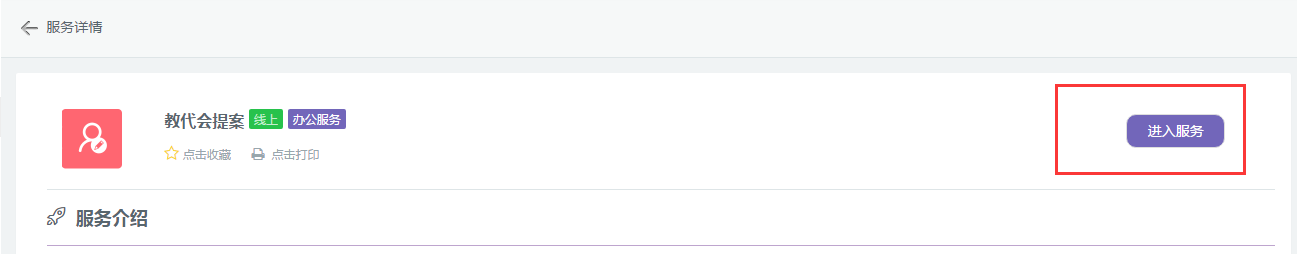 服务详情
教代会提案 线上 办公服务
点击收藏 点击打印
进入服务
服务介绍